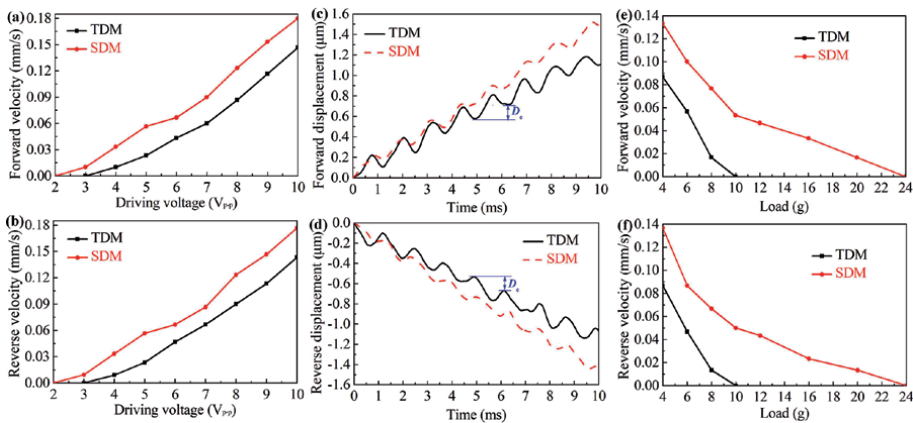 (a)
0.18
0.15
0.12
0.09
0.06
0.03
0.00
Forward velocity (mm/s)
TDM
SDM
2 3 4 5 6 7 8 9 10
Driving voltage (VPP)
(c)
1.6
1.4
1.2
1.0
0.8
0.6
0.4
0.2
0.0
Forward displacement (μm)
TDM
SDM
De
0 1 2 3 4 5 6 7 8 9 10
Time (ms)
(e)
0.14
0.12
0.10
0.08
0.06
0.04
0.02
0.00
Forward velocity (mm/s)
TDM
SDM
4 6 8 10 12 14 16 18 20 22 24
Load (g)
(b)
0.18
0.15
0.12
0.09
0.06
0.03
0.00
Reverse velocity (mm/s)
TDM
SDM
2 3 4 5 6 7 8 9 10
Driving voltage (VPP)
(d)
0.0
-0.2
-0.4
-0.6
-0.8
-1.0
-1.2
-1.4
-1.6
Reverse displacement (μm)
TDM
SDM
De
0 1 2 3 4 5 6 7 8 9 10
Time (ms)
(f)
0.14
0.12
0.10
0.08
0.06
0.04
0.02
0.00
Reverse velocity (mm/s)
TDM
SDM
4 6 8 10 12 14 16 18 20 22 24
Load (g)